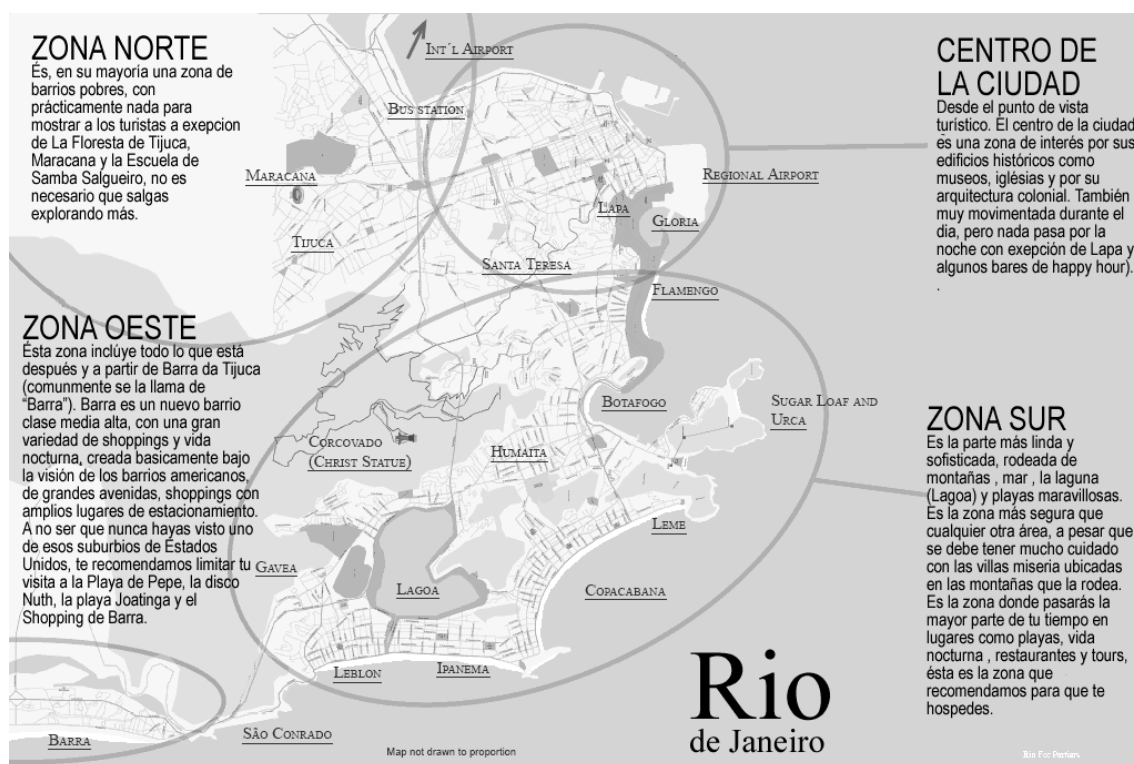 ZONA NORTE
És, en su mayoría una zona de
barrios pobres, con
prácticamente nada para
mostrar a los turistas a exepcion
de La Floresta de Tijuca,
Maracana y la Escuela de
Samba Salgueiro, no es
necesario que salgas
explorando más.
INT´L AIRPORT
BUS STATION
MARACANA
TIJUCA
LAPA
GLORIA
REGIONAL AIRPORT
SANTA TERESA
FLAMENGO
CENTRO DE
LA CIUDAD
Desde el punto de vista
turístico. El centro de la ciudad
és una zona de interés por sus
edificios históricos como
museos, iglésias y por su
arquitectura colonial. También
muy movimentada durante el
dia, pero nada pasa por la
noche con exepción de Lapa y
algunos bares de happy hour).
.
ZONA OESTE
Ésta zona inclúye todo lo que está
después y a partir de Barra da Tijuca
(comunmente se la llama de
“Barra”). Barra es un nuevo barrio
clase media alta, con una gran
variedad de shoppings y vida
nocturna, creada basicamente bajo
la visión de los barrios americanos,
de grandes avenidas, shoppings con
amplios lugares de estacionamiento.
A no ser que nunca hayas visto uno
de esos suburbios de Éstados
Unidos, te recomendamos limitar tu
visita a la Playa de Pepe, la disco
Nuth, la playa Joatinga y el
Shopping de Barra.
BOTAFOGO
SUGAR LOAF AND
URCA
CORCOVADO
(CHRIST STATUE)
HUMAITA
LEME
GAVEA
LAGOA
COPACABANA
LEBLON
IPANEMA
SÃO CONRADO
BARRA
ZONA SUR
Es la parte más linda y
sofisticada, rodeada de
montañas , mar , la laguna
(Lagoa) y playas maravillosas.
Es la zona más segura que
cualquier otra área, a pesar que
se debe tener mucho cuidado
con las villas miseria ubicadas
en las montañas que la rodea.
Es la zona donde pasarás la
mayor parte de tu tiempo en
lugares como playas, vida
nocturna , restaurantes y tours,
ésta es la zona que
recomendamos para que te
hospedes.
Rio
de Janeiro
Map not drawn to proportion
Rio For Partiers